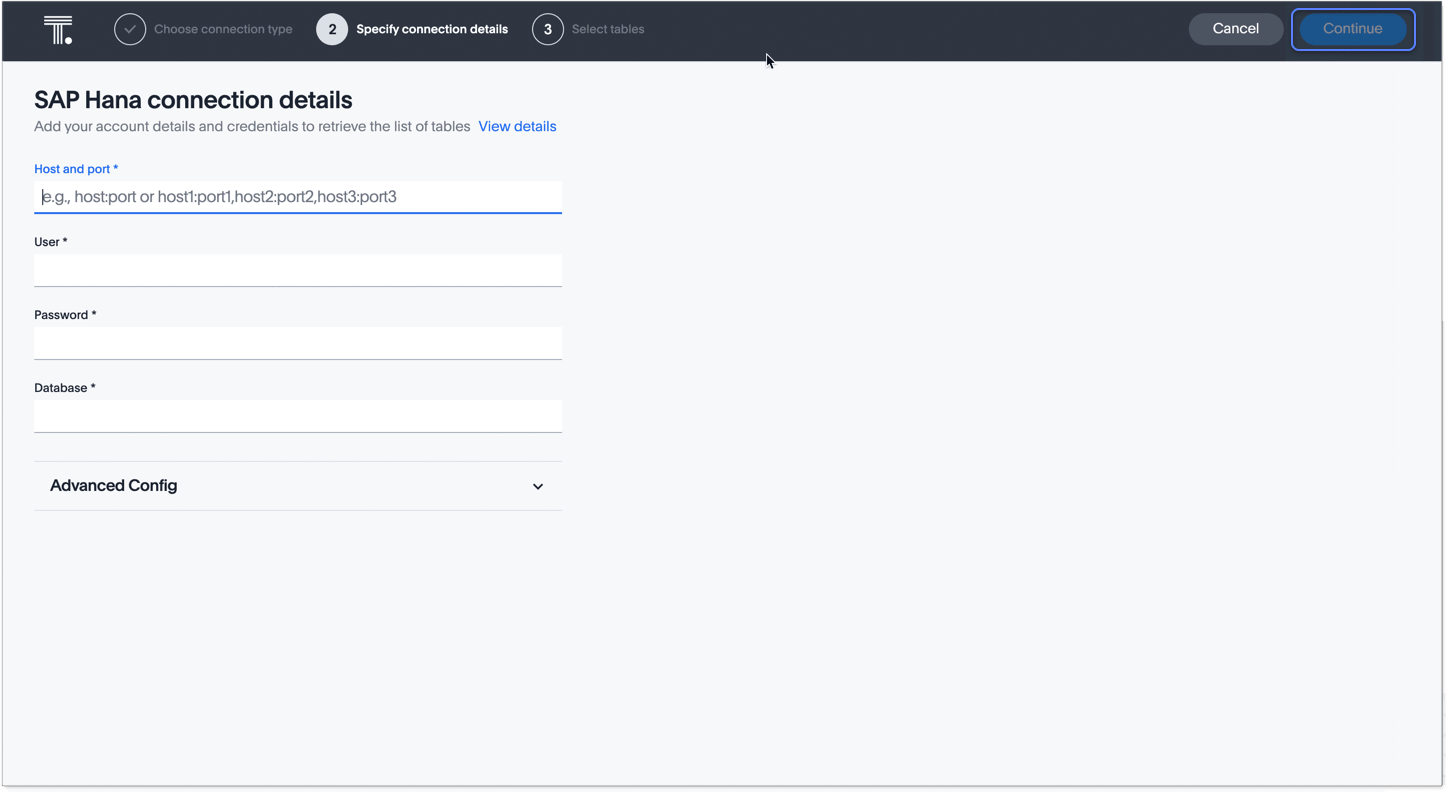 T.
Choose connection type
2 Specify connection details
3 Select tables
Cancel
Continue
SAP Hana connection details
Add your account details and credentials to retrieve the list of tables View details
Host and port *
e.g., host:port or host1:port1,host2:port2,host3:port3
User *
Password *
Database *
Advanced Config